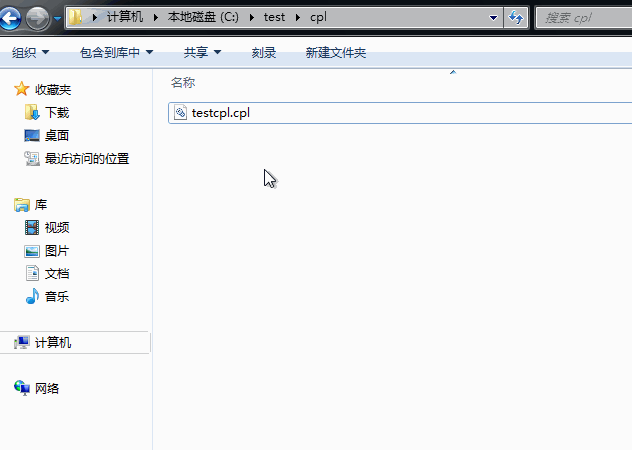 计算机 本地磁盘 (C:) test cpl 搜索 cpl
组织 包含到库中 共享 刻录 新建文件夹
收藏夹
下载
桌面
最近访问的位置
库
视频
图片
文档
音乐
计算机
网络
名称
testcpl.cpl